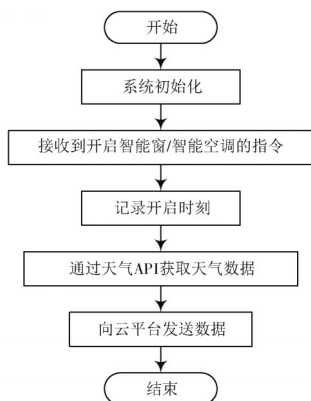 开始
系统初始化
接收到开启智能窗/智能空调的指令
记录开启时刻
通过天气API获取天气数据
向云平台发送数据
结束